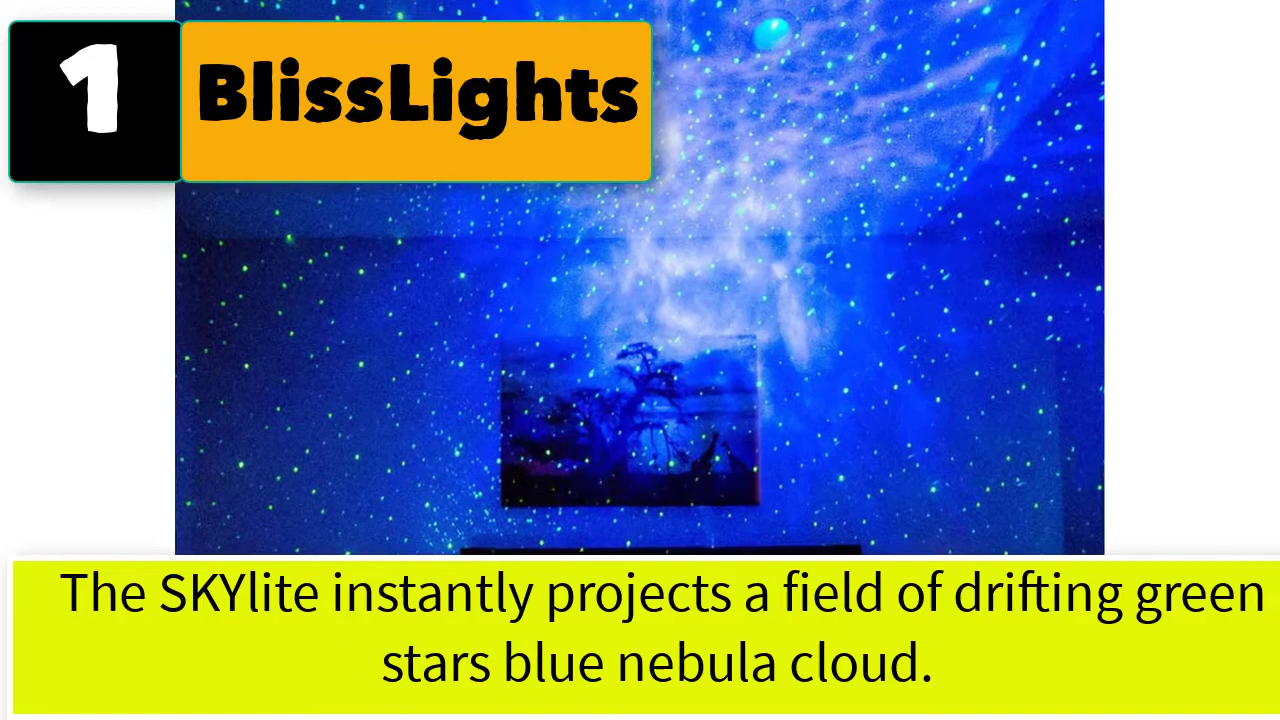 1
BlissLights
The SKYlite instantly projects a field of drifting green
stars blue nebula cloud.